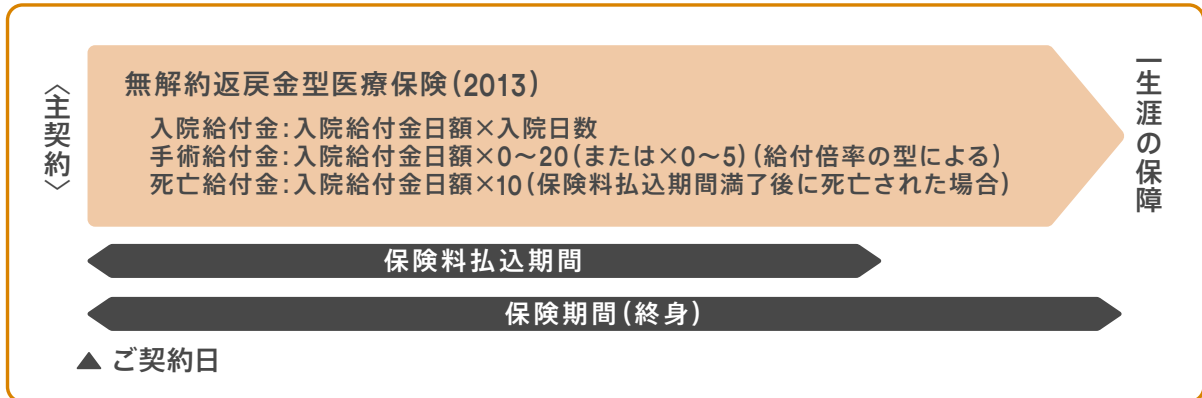 〈主契約〉
無解約返戻金型医療保険(2013)
入院給付金:入院給付金日額×入院日数
手術給付金:入院給付金日額×0〜20(または×0〜5)(給付倍率の型による)
死亡給付金:入院給付金日額×10(保険料払込期間満了後に死亡された場合)
一生涯の保障
保険料払込期間
保険期間(終身)
▲ ご契約日